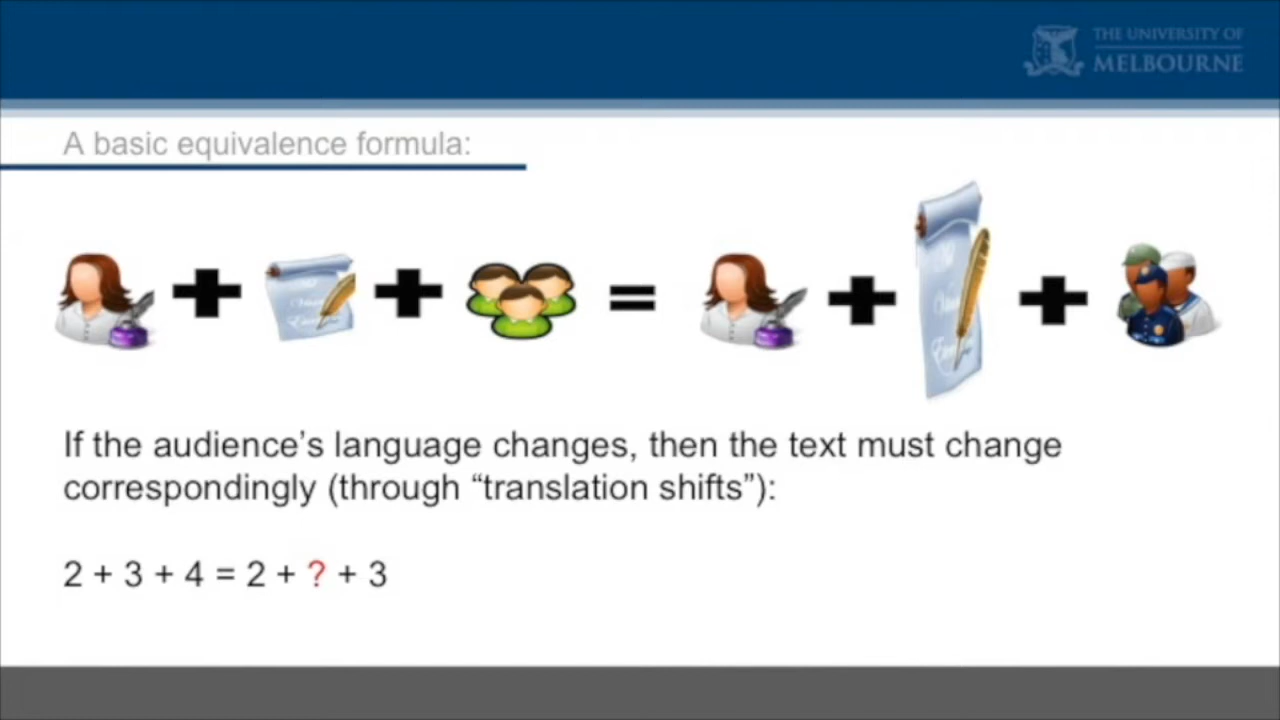 THE UNIVERSITY OF
MELBOURNE
A basic equivalence formula:
If the audience’s language changes, then the text must change
correspondingly (through “translation shifts”):
2 + 3 + 4 = 2 + ? + 3